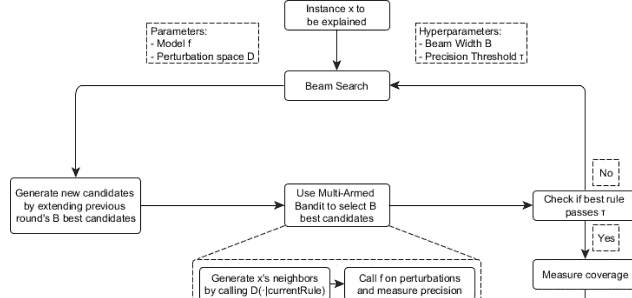 Instance x to
be explained
Parameters:
- Model f
- Perturbation space D
Hyperparameters:
- Beam Width B
- Precision Threshold τ
Beam Search
Generate new candidates
by extending previous
round's B best candidates
Use Multi-Armed
Bandit to select B
best candidates
No
Check if best rule
passes τ
Yes
Generate x's neighbors
by calling D(·|currentRule)
Call f on perturbations
and measure precision
Measure coverage